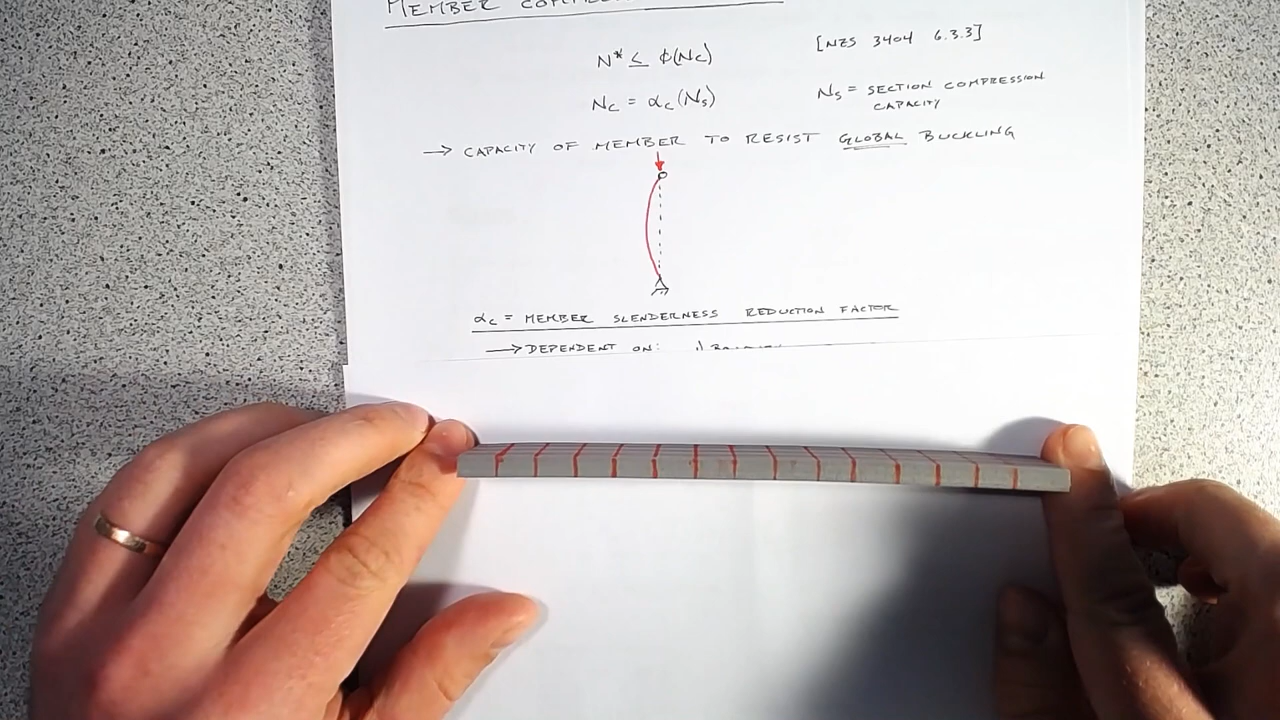 MEMBER
N* ≤ φ(Nc) [NZS 3404 6.3.3]
Nc = αc(Ns) Ns = SECTION COMPRESSION
CAPACITY
→ CAPACITY OF MEMBER TO RESIST GLOBAL BUCKLING
αc = MEMBER SLENDERNESS REDUCTION FACTOR
→ DEPENDENT ON: